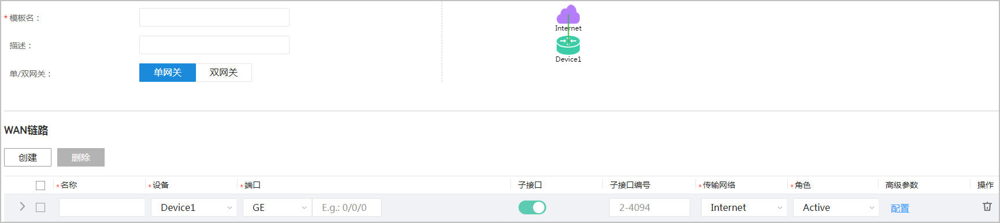 *模板名：
描述：
单/双网关： 单网关 双网关
Internet
Device1
WAN链路
创建 删除
*名称 *设备 *端口 子接口 子接口编号 *传输网络 *角色 高级参数 操作
Device1 GE E.g.: 0/0/0 2-4094 Internet Active 配置